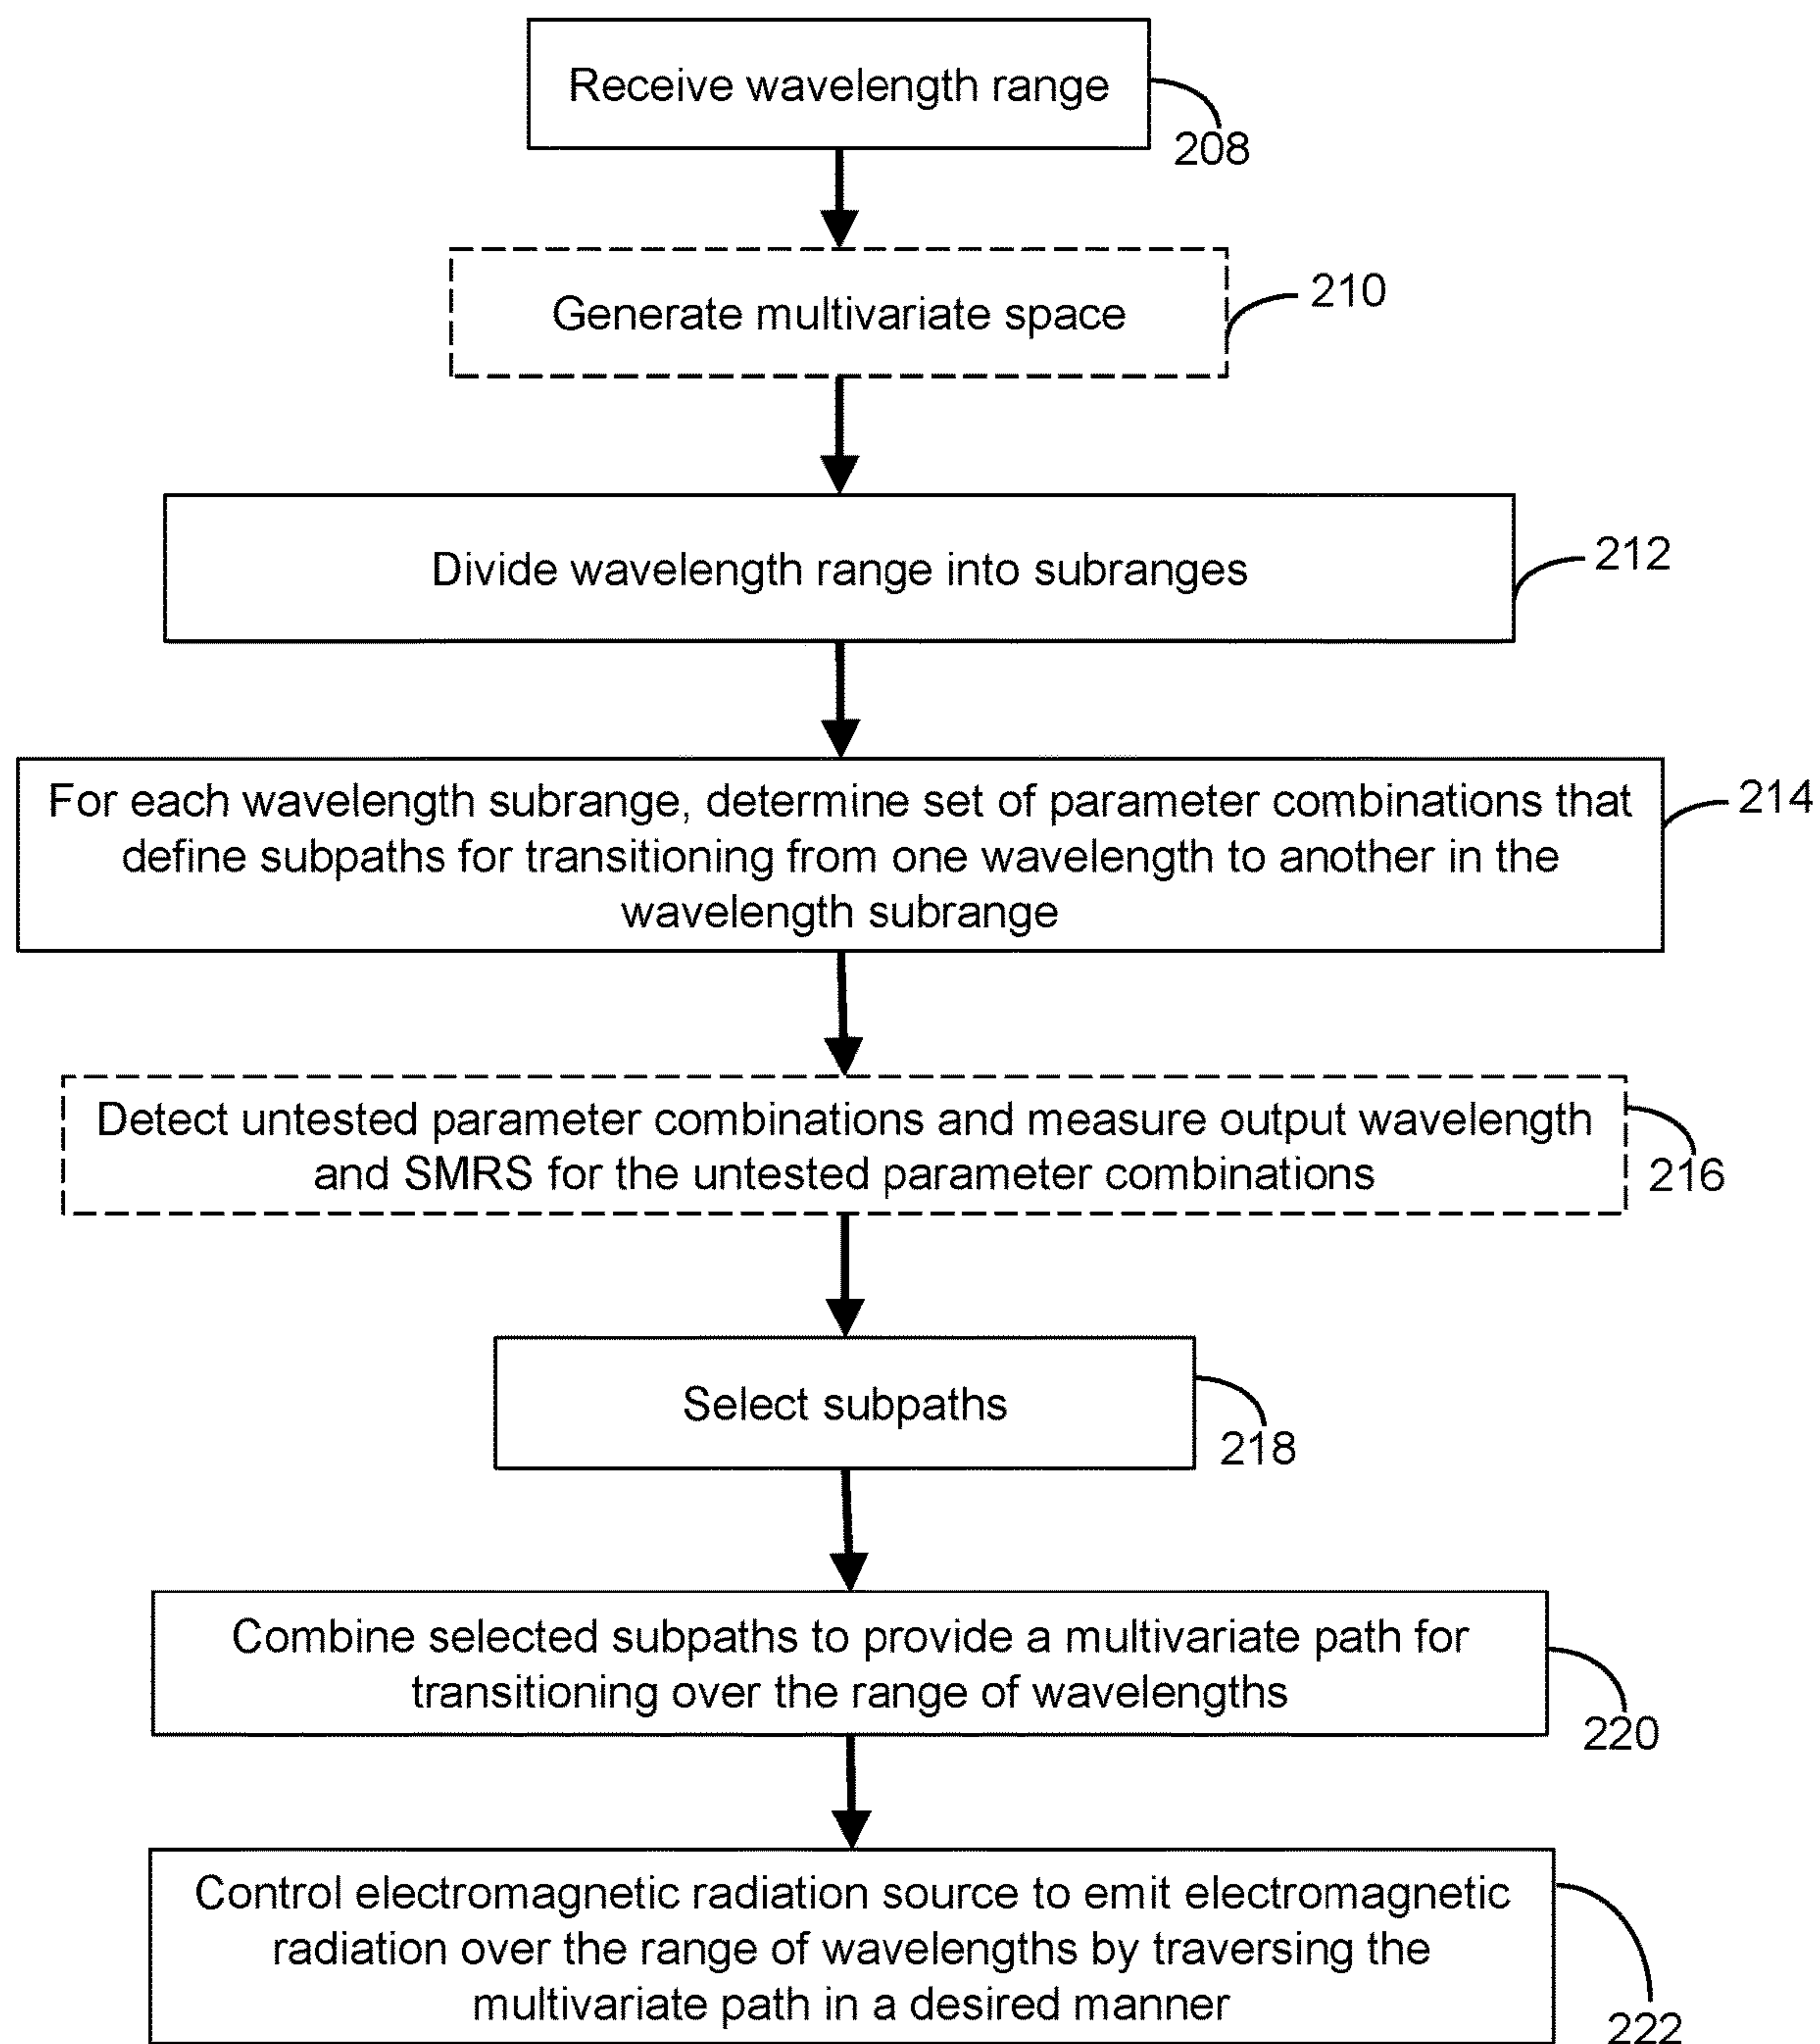 Receive wavelength range
208
Generate multivariate space
210
Divide wavelength range into subranges
212
For each wavelength subrange, determine set of parameter combinations that
define subpaths for transitioning from one wavelength to another in the
wavelength subrange
214
Detect untested parameter combinations and measure output wavelength
and SMRS for the untested parameter combinations
216
Select subpaths
218
Combine selected subpaths to provide a multivariate path for
transitioning over the range of wavelengths
220
Control electromagnetic radiation source to emit electromagnetic
radiation over the range of wavelengths by traversing the
multivariate path in a desired manner
222